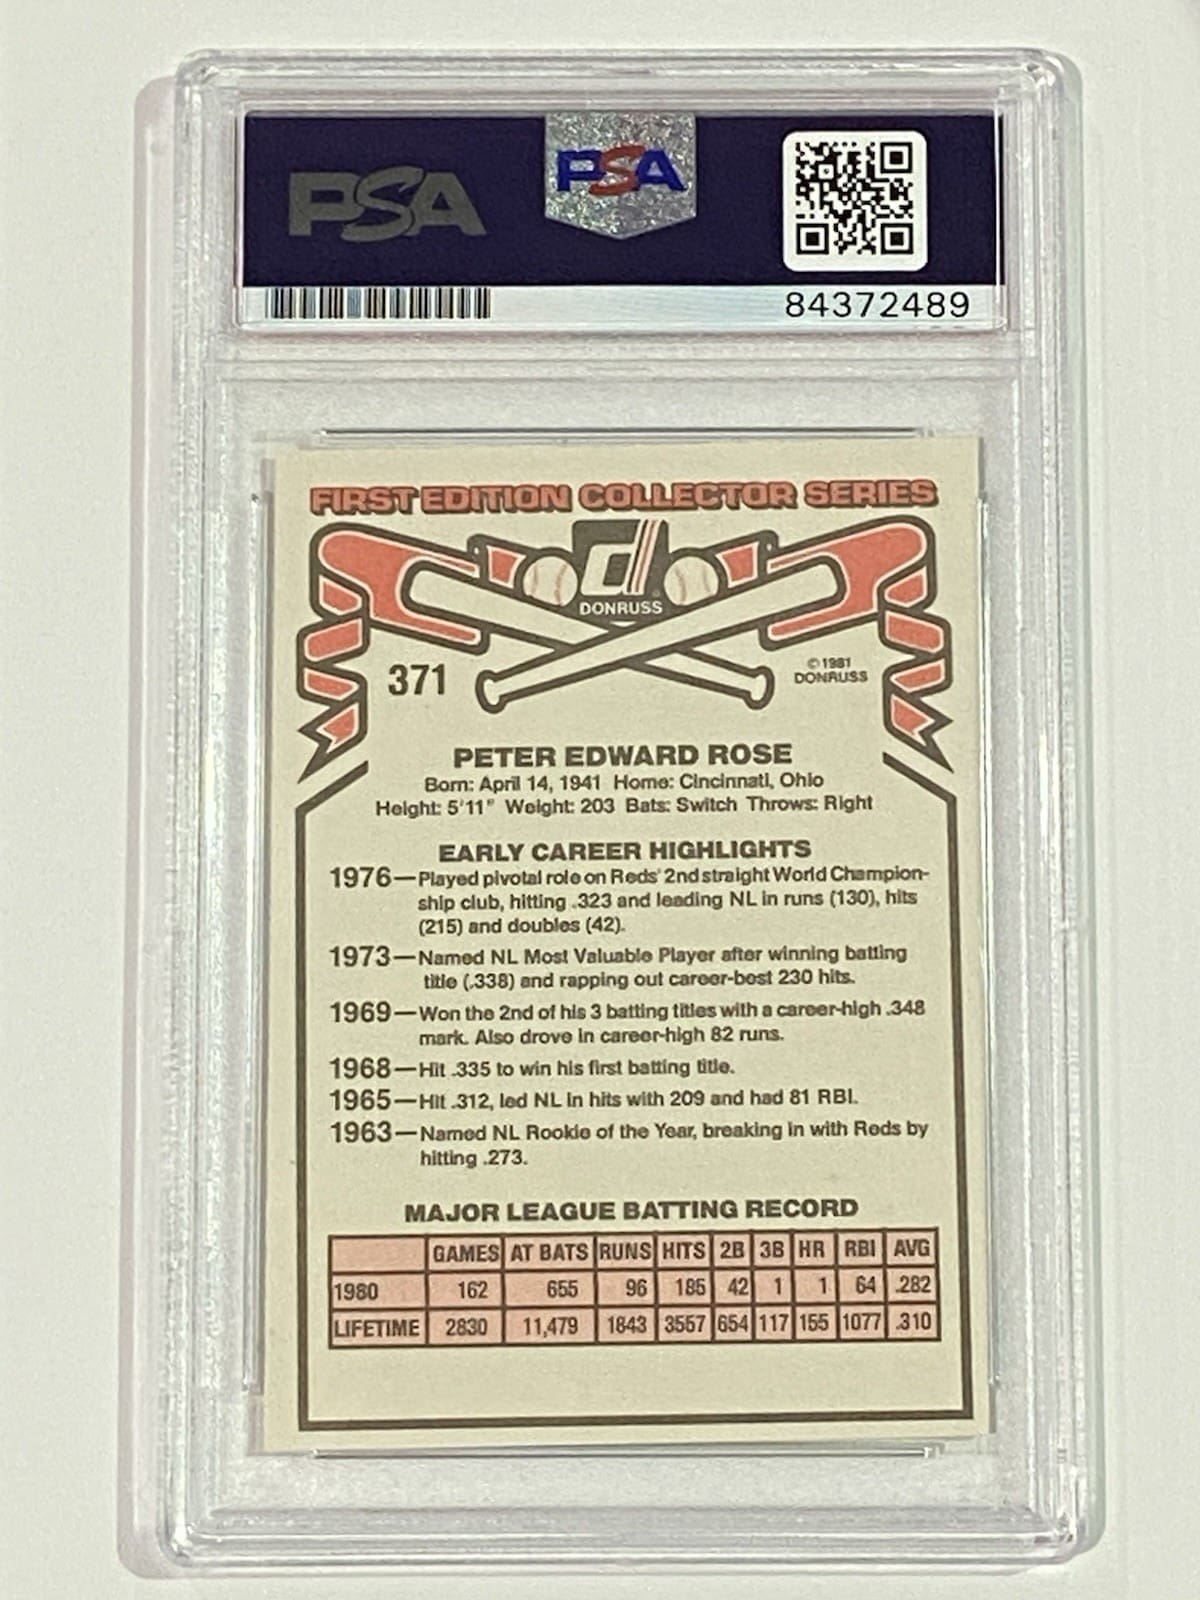 PSA
PSA
84372489
FIRST EDITION COLLECTOR SERIES
d
DONRUSS
371
© 1981
DONRUSS
PETER EDWARD ROSE
Born: April 14, 1941 Home: Cincinnati, Ohio
Height: 5'11" Weight: 203 Bats: Switch Throws: Right
EARLY CAREER HIGHLIGHTS
1976—Played pivotal role on Reds' 2nd straight World Champion-
ship club, hitting .323 and leading NL in runs (130), hits
(215) and doubles (42).
1973—Named NL Most Valuable Player after winning batting
title (.338) and rapping out career-best 230 hits.
1969—Won the 2nd of his 3 batting titles with a career-high .348
mark. Also drove in career-high 82 runs.
1968—Hit .335 to win his first batting title.
1965—Hit .312, led NL in hits with 209 and had 81 RBI.
1963—Named NL Rookie of the Year, breaking in with Reds by
hitting .273.
MAJOR LEAGUE BATTING RECORD
GAMES AT BATS RUNS HITS 2B 3B HR RBI AVG
1980 162 655 96 185 42 1 1 64 .282
LIFETIME 2830 11,479 1843 3557 654 117 155 1077 .310